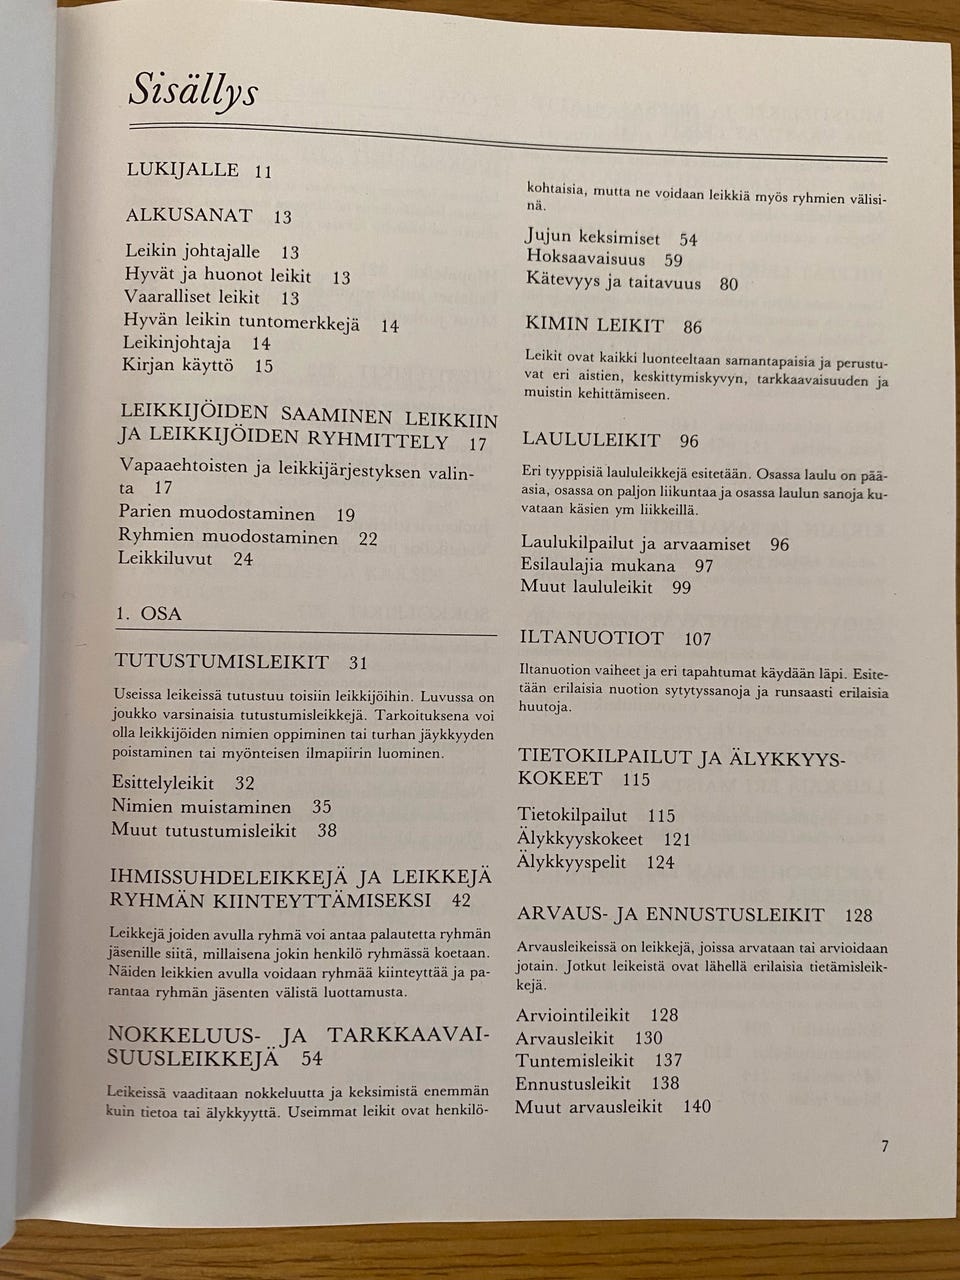 Sisällys
LUKIJALLE 11
ALKUSANAT 13
Leikin johtajalle 13
Hyvät ja huonot leikit 13
Vaaralliset leikit 13
Hyvän leikin tuntomerkkejä 14
Leikinjohtaja 14
Kirjan käyttö 15
LEIKKIJÖIDEN SAAMINEN LEIKKIIN
JA LEIKKIJÖIDEN RYHMITTELY 17
Vapaaehtoisten ja leikkijärjestyksen valin-
ta 17
Parien muodostaminen 19
Ryhmien muodostaminen 22
Leikkiluvut 24
1. OSA
TUTUSTUMISLEIKIT 31
Useissa leikeissä tutustuu toisiin leikkijöihin. Luvussa on
joukko varsinaisia tutustumisleikkejä. Tarkoituksena voi
olla leikkijöiden nimien oppiminen tai turhan jäykkyyden
poistaminen tai myönteisen ilmapiirin luominen.
Esittelyleikit 32
Nimien muistaminen 35
Muut tutustumisleikit 38
IHMISSUHDELEIKKEJÄ JA LEIKKEJÄ
RYHMÄN KIINTEYTTÄMISEKSI 42
Leikkejä joiden avulla ryhmä voi antaa palautetta ryhmän
jäsenille siitä, millaisena jokin henkilö ryhmässä koetaan.
Näiden leikkien avulla voidaan ryhmää kiinteyttää ja pa-
rantaa ryhmän jäsenten välistä luottamusta.
NOKKELUUS- JA TARKKAAVAI-
SUUSLEIKKEJÄ 54
Leikeissä vaaditaan nokkeluutta ja keksimistä enemmän
kuin tietoa tai älykkyyttä. Useimmat leikit ovat henkilö-
kohtaisia, mutta ne voidaan leikkiä myös ryhmien välisi-
nä.
Jujun keksimiset 54
Hoksaavaisuus 59
Kätevyys ja taitavuus 80
KIMIN LEIKIT 86
Leikit ovat kaikki luonteeltaan samantapaisia ja perustu-
vat eri aistien, keskittymiskyvyn, tarkkaavaisuuden ja
muistin kehittämiseen.
LAULULEIKIT 96
Eri tyyppisiä laululeikkejä esitetään. Osassa laulu on pää-
asia, osassa on paljon liikuntaa ja osassa laulun sanoja ku-
vataan käsien ym liikkeillä.
Laulukilpailut ja arvaamiset 96
Esilaulajia mukana 97
Muut laululeikit 99
ILTANUOTIOT 107
Iltanuotion vaiheet ja eri tapahtumat käydään läpi. Esite-
tään erilaisia nuotion sytytyssanoja ja runsaasti erilaisia
huutoja.
TIETOKILPAILUT JA ÄLYKKYYS-
KOKEET 115
Tietokilpailut 115
Älykkyyskokeet 121
Älykkyyspelit 124
ARVAUS- JA ENNUSTUSLEIKIT 128
Arvausleikeissä on leikkejä, joissa arvataan tai arvioidaan
jotain. Jotkut leikeistä ovat lähellä erilaisia tietämisleik-
kejä.
Arviointileikit 128
Arvausleikit 130
Tuntemisleikit 137
Ennustusleikit 138
Muut arvausleikit 140
7